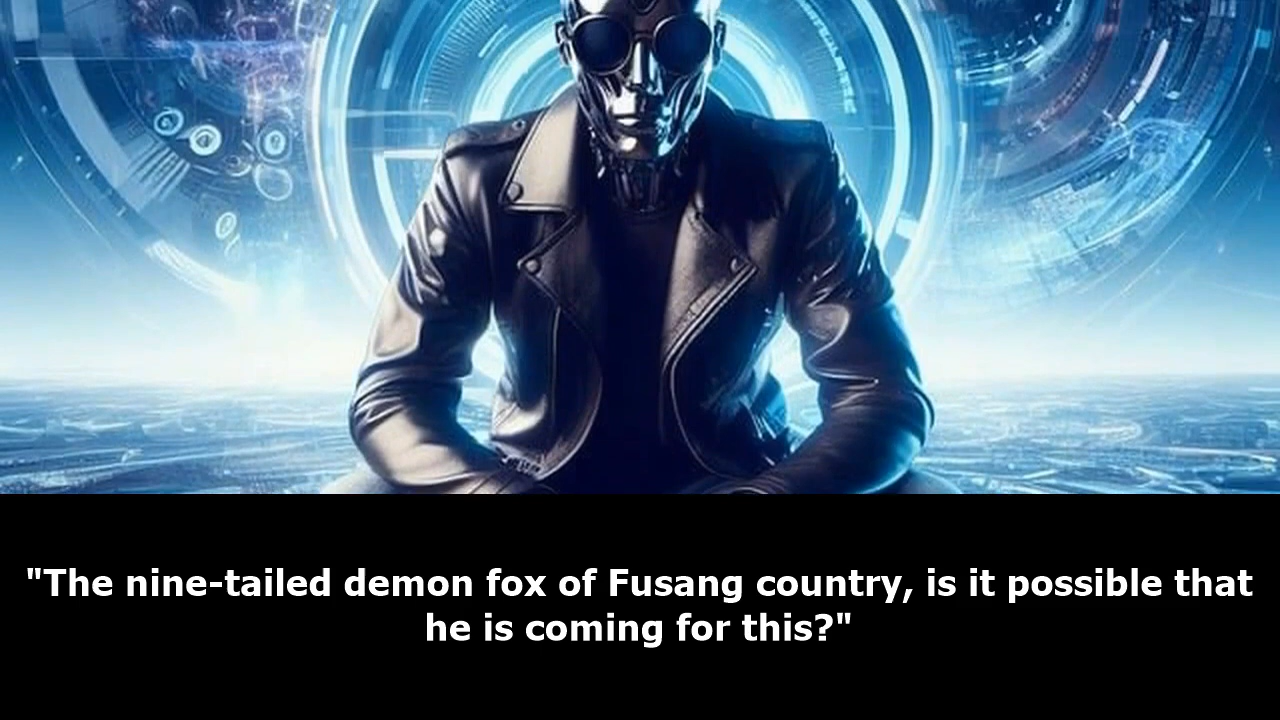 "The nine-tailed demon fox of Fusang country, is it possible that
he is coming for this?"